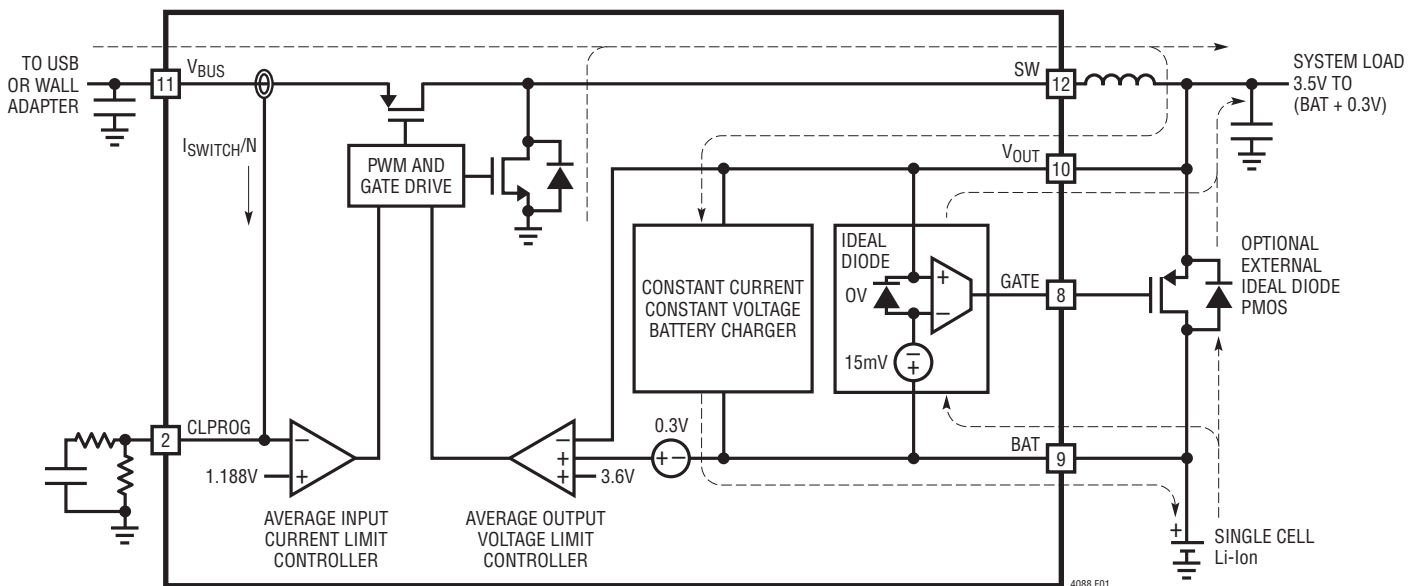 TO USB
OR WALL
ADAPTER
11
VBUS
SW
12
SYSTEM LOAD
3.5V TO
(BAT + 0.3V)
ISWITCH/N
PWM AND
GATE DRIVE
VOUT
10
CONSTANT CURRENT
CONSTANT VOLTAGE
BATTERY CHARGER
IDEAL
DIODE
0V
+
−
15mV
−
+
GATE
8
OPTIONAL
EXTERNAL
IDEAL DIODE
PMOS
2
CLPROG
−
1.188V
+
AVERAGE INPUT
CURRENT LIMIT
CONTROLLER
−
+
+
3.6V
AVERAGE OUTPUT
VOLTAGE LIMIT
CONTROLLER
0.3V
+ −
BAT
9
+
SINGLE CELL
Li-Ion
4088 F01